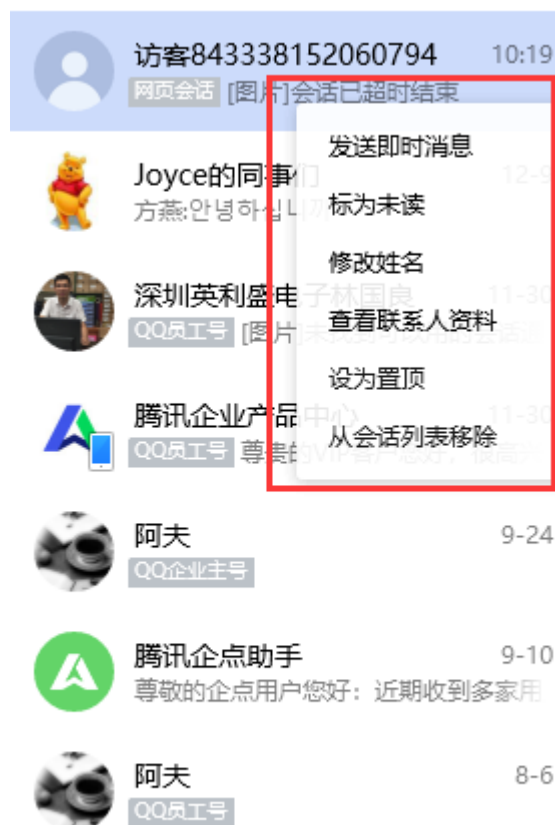 访客843338152060794 10:19
网页会话 [图片]会话已超时结束
发送即时消息
标为未读
修改姓名
查看联系人资料
设为置顶
从会话列表移除
Joyce的同事们 12-9
方燕:안녕하십니까
深圳英利盛电子林国良 11-30
QQ员工号 [图片]
腾讯企业产品中心 11-30
QQ员工号 尊贵的VIP客户您好，很高
阿夫 9-24
QQ企业主号
腾讯企点助手 9-10
尊敬的企点用户您好：近期收到多家用
阿夫 8-6
QQ员工号